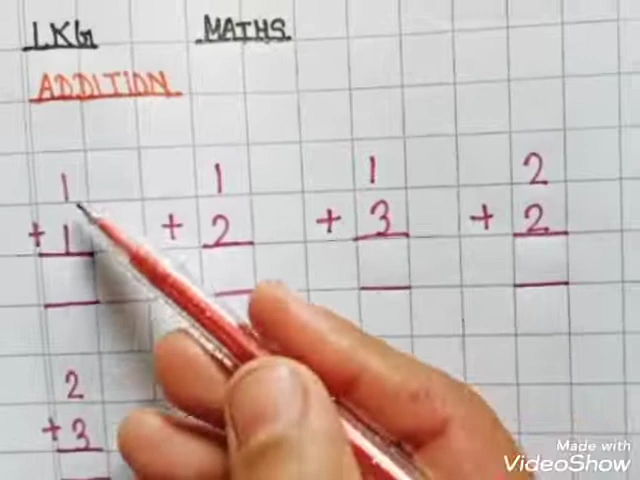 LKG MATHS
ADDITION
1 1 1 2
+ 1 + 2 + 3 + 2
2
+ 3
Made with
VideoShow